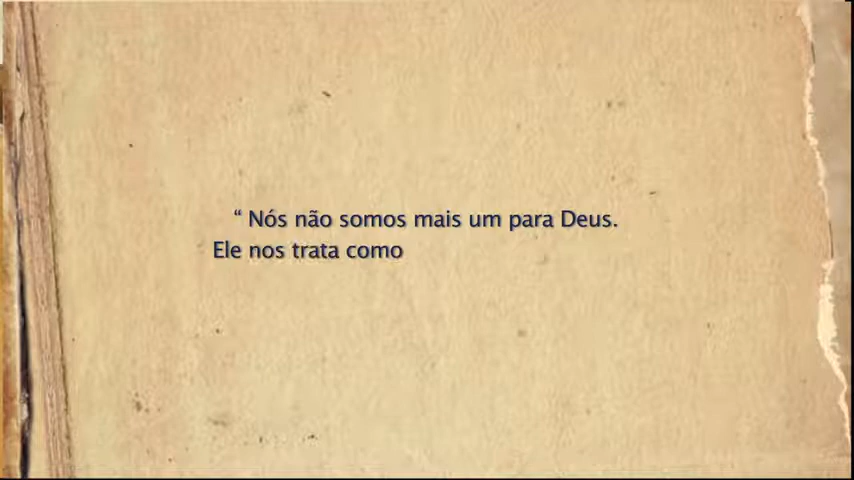 “ Nós não somos mais um para Deus.
Ele nos trata como